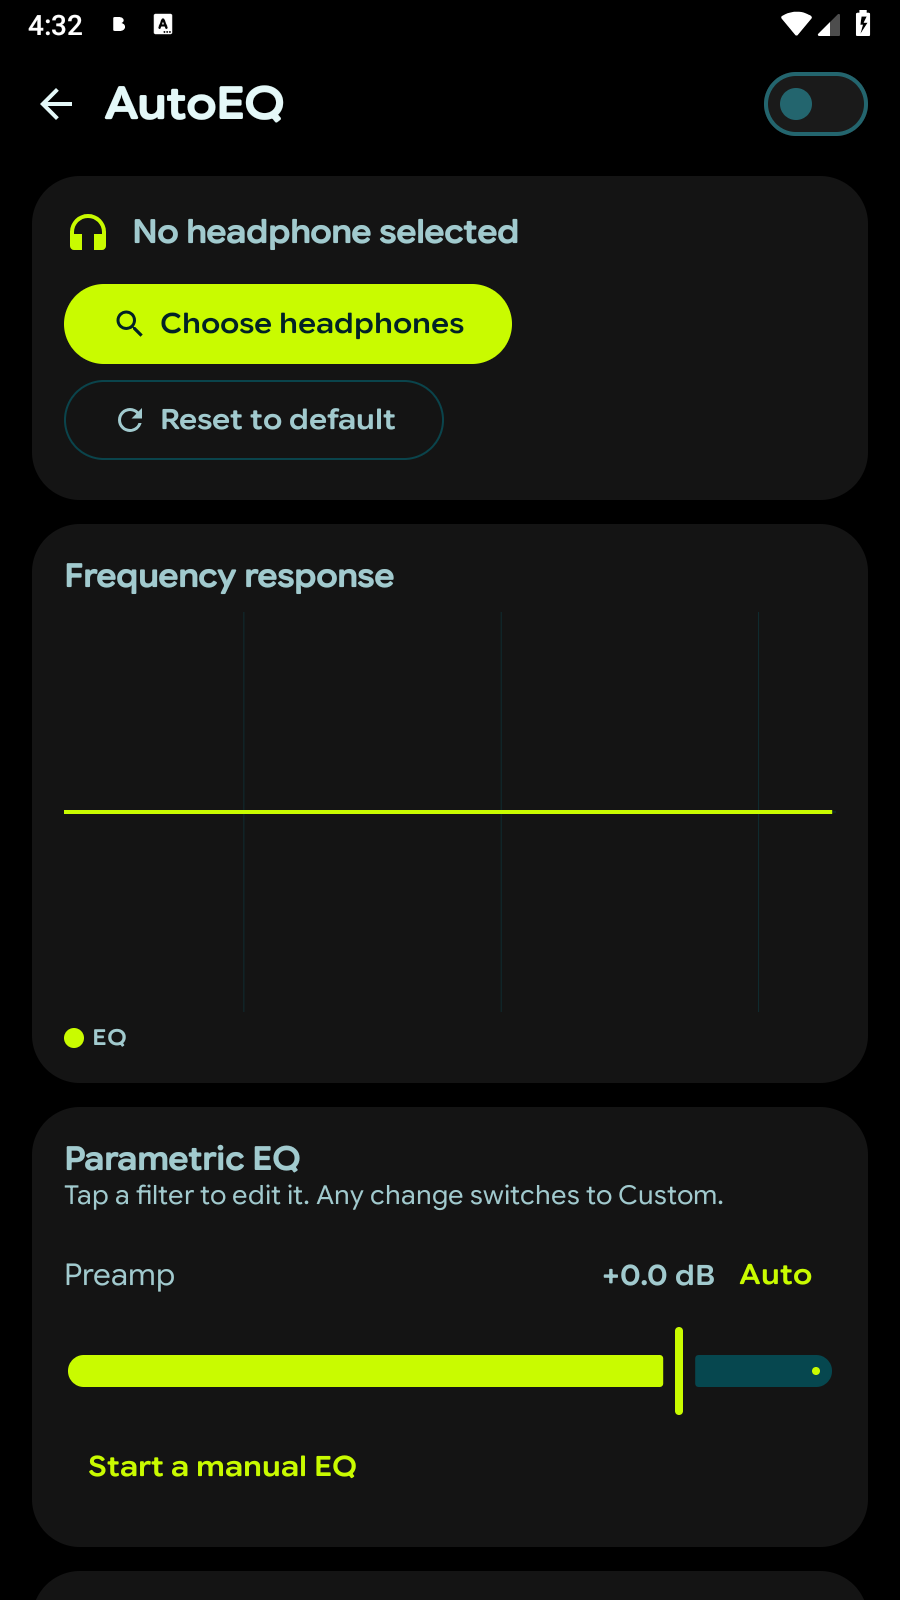 4:32
AutoEQ
No headphone selected
Choose headphones
Reset to default
Frequency response
EQ
Parametric EQ
Tap a filter to edit it. Any change switches to Custom.
Preamp +0.0 dB Auto
Start a manual EQ